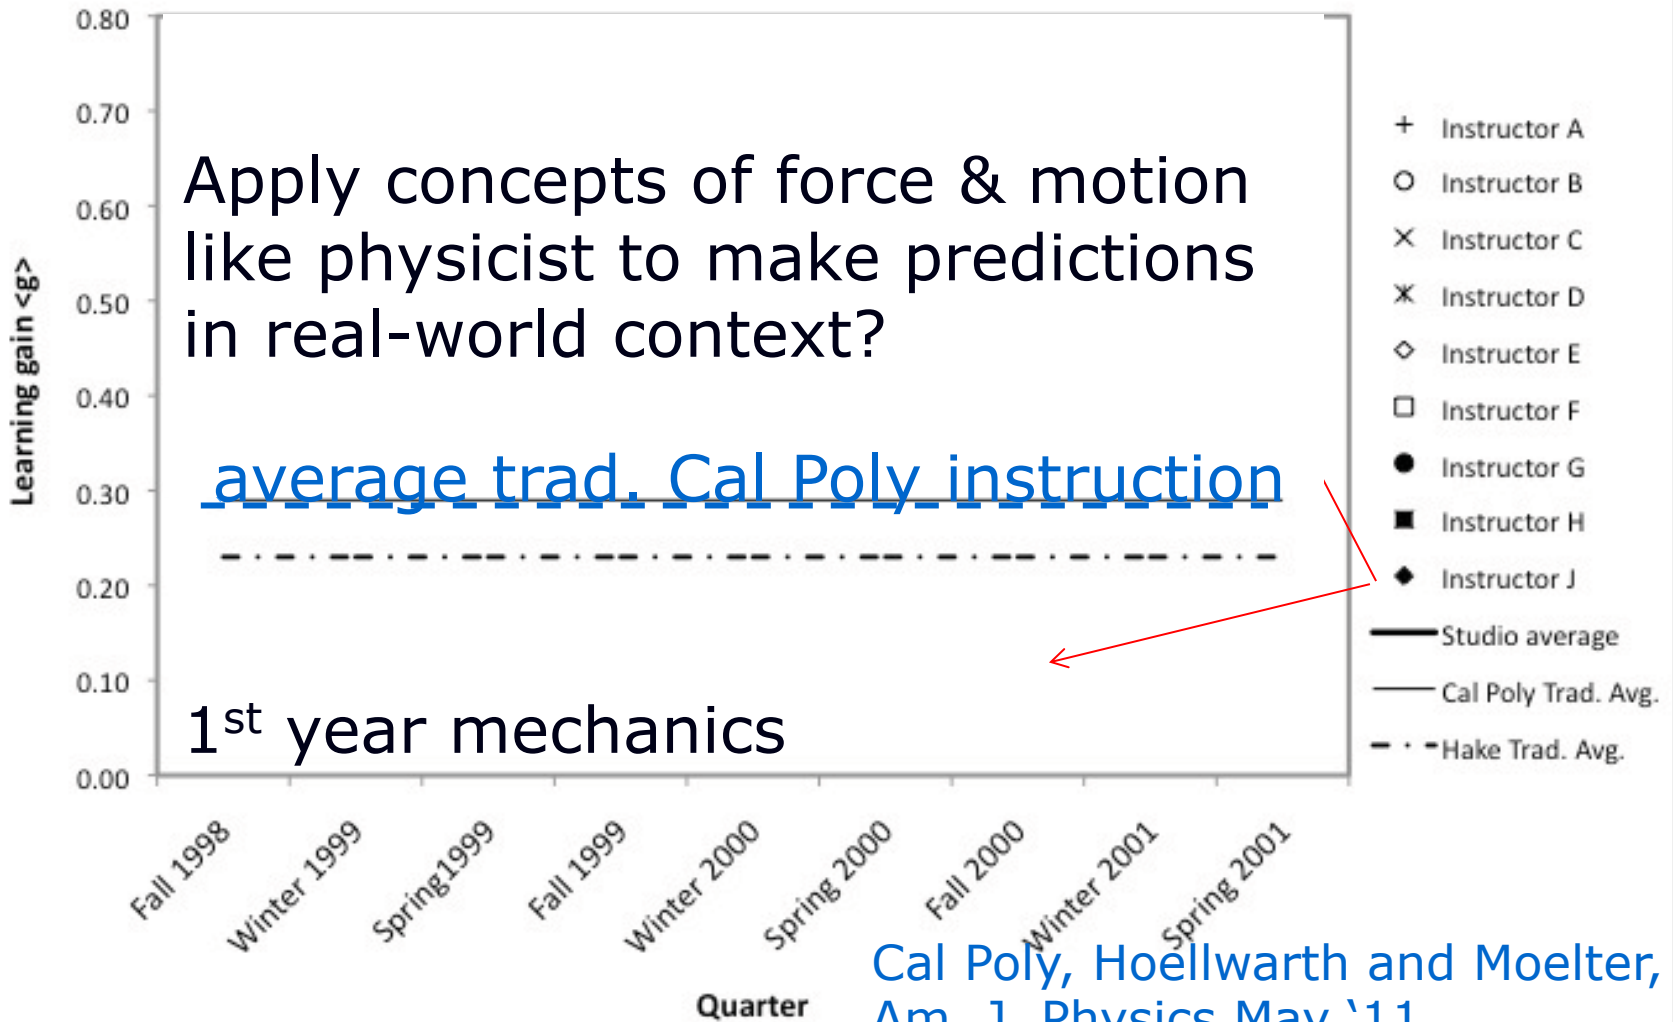 0.80
0.70
0.60
0.50
0.40
0.30
0.20
0.10
0.00
Learning gain <g>
Apply concepts of force & motion
like physicist to make predictions
in real-world context?
average trad. Cal Poly instruction
1st year mechanics
Instructor A
Instructor B
Instructor C
Instructor D
Instructor E
Instructor F
Instructor G
Instructor H
Instructor J
Studio average
Cal Poly Trad. Avg.
Hake Trad. Avg.
Fall 1998
Winter 1999
Spring1999
Fall 1999
Winter 2000
Spring 2000
Fall 2000
Winter 2001
Spring 2001
Quarter
Cal Poly, Hoellwarth and Moelter,
Am. J. Physics May ‘11